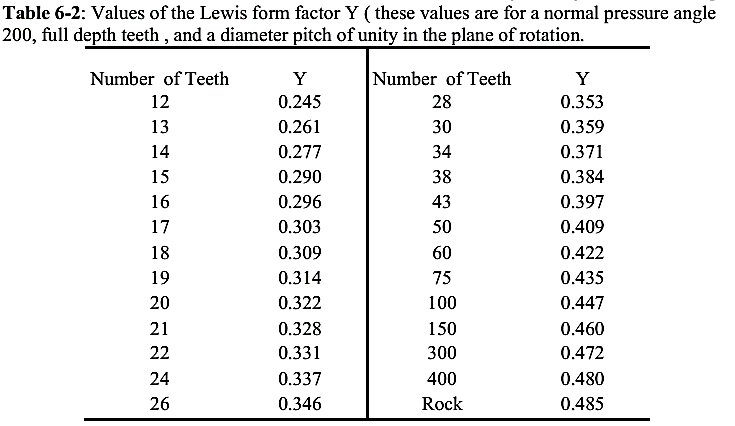 Table 6-2: Values of the Lewis form factor Y ( these values are for a normal pressure angle
200, full depth teeth , and a diameter pitch of unity in the plane of rotation.
Number of Teeth Y Number of Teeth Y
12 0.245 28 0.353
13 0.261 30 0.359
14 0.277 34 0.371
15 0.290 38 0.384
16 0.296 43 0.397
17 0.303 50 0.409
18 0.309 60 0.422
19 0.314 75 0.435
20 0.322 100 0.447
21 0.328 150 0.460
22 0.331 300 0.472
24 0.337 400 0.480
26 0.346 Rock 0.485